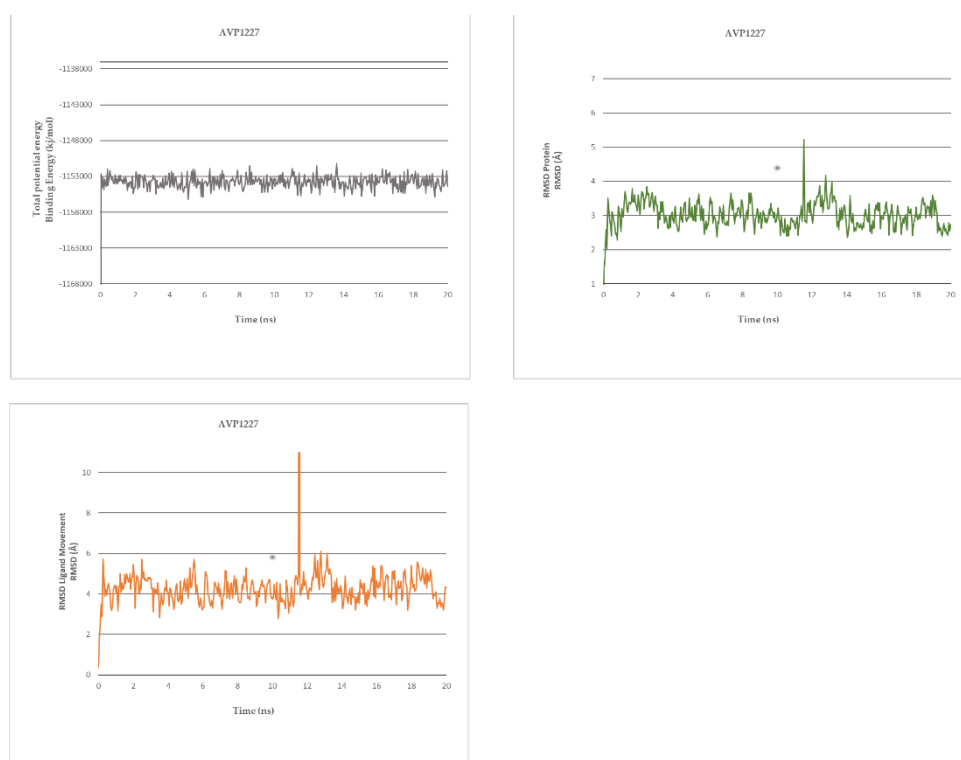 AVP1227
Total potential energy
Binding Energy (kj/mol)
-1138000
-1143000
-1148000
-1153000
-1158000
-1163000
-1168000
0 2 4 6 8 10 12 14 16 18 20
Time (ns)
AVP1227
RMSD Protein
RMSD (Å)
7
6
5
4
3
2
1
0 2 4 6 8 10 12 14 16 18 20
Time (ns)
AVP1227
RMSD Ligand Movement
RMSD (Å)
10
8
6
4
2
0
0 2 4 6 8 10 12 14 16 18 20
Time (ns)